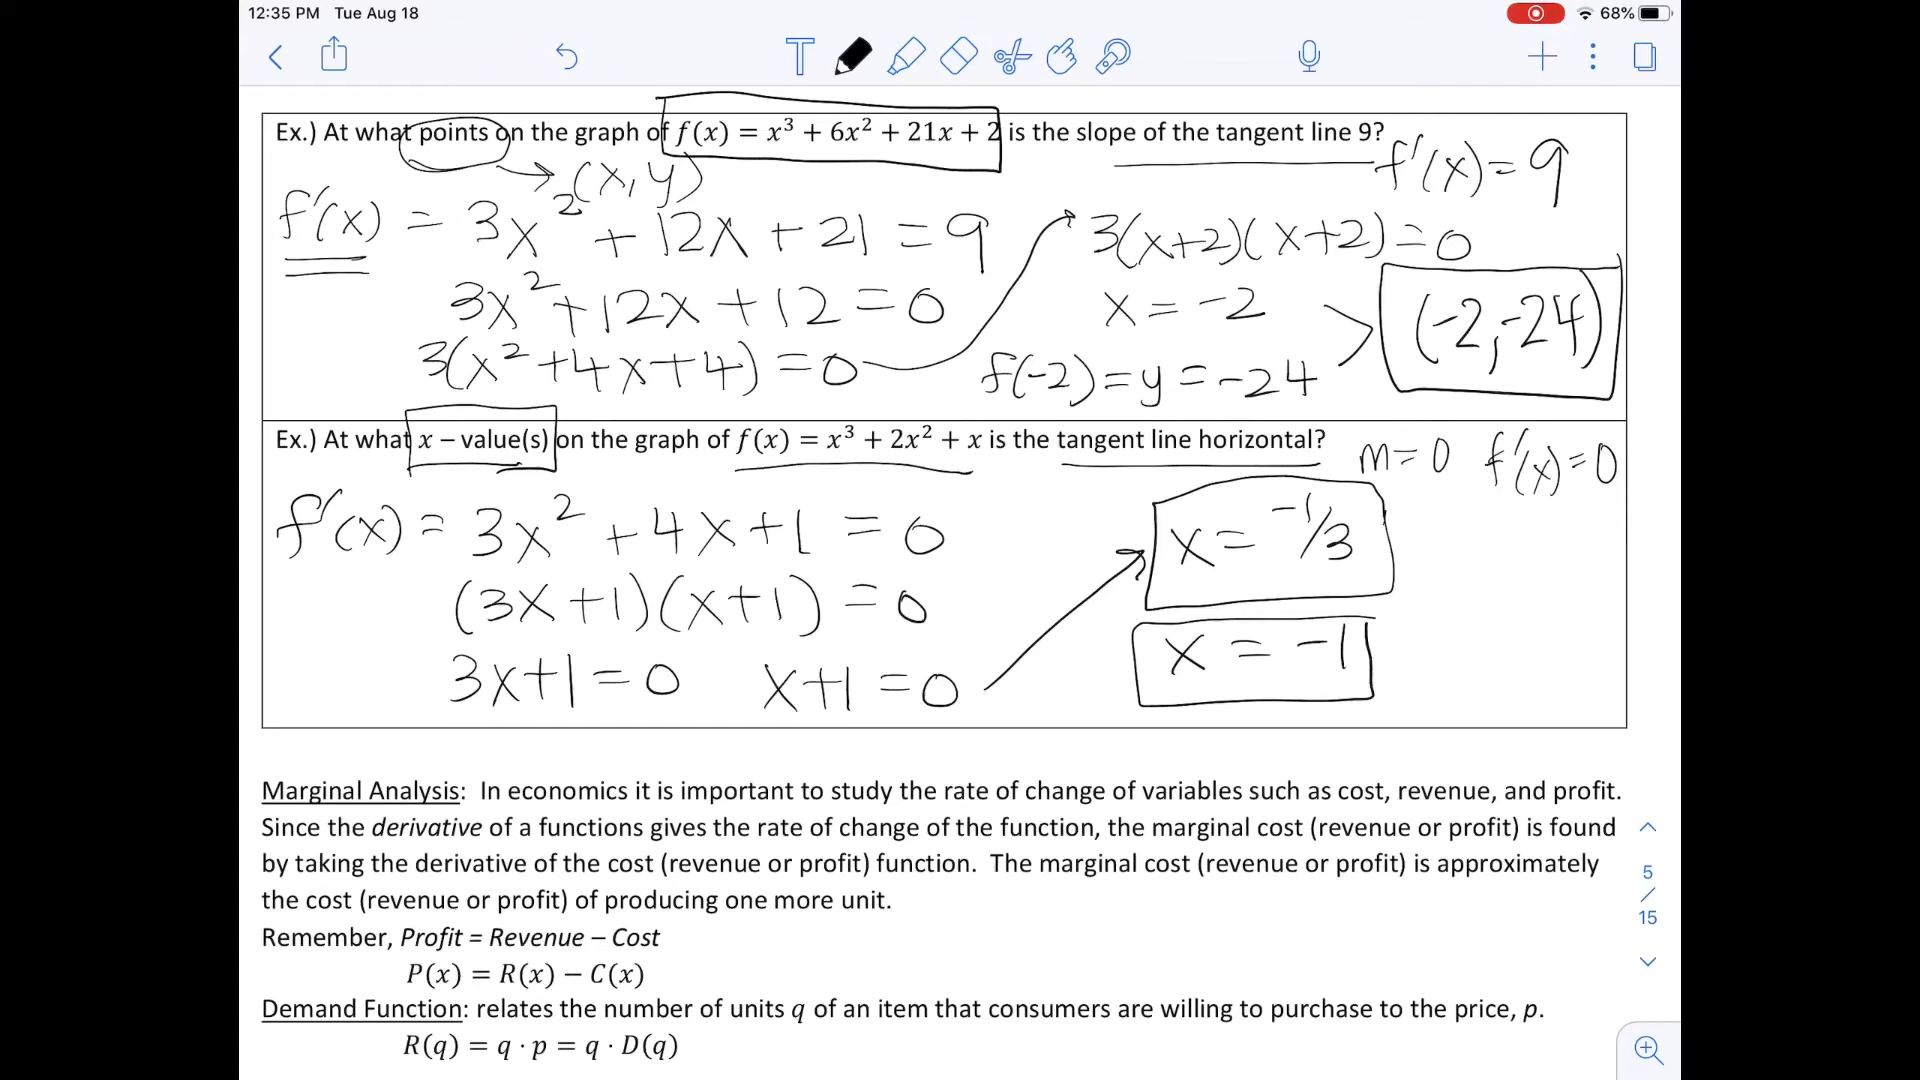 12:35 PM Tue Aug 18
68%
Ex.) At what points on the graph of f(x) = x³ + 6x² + 21x + 2 is the slope of the tangent line 9?
f'(x) = 9
(x, y)
f'(x) = 3x² + 12x + 21 = 9
3x² + 12x + 12 = 0
3(x² + 4x + 4) = 0
3(x+2)(x+2) = 0
x = -2
f(-2) = y = -24
(-2, -24)
Ex.) At what x – value(s) on the graph of f(x) = x³ + 2x² + x is the tangent line horizontal?
m = 0 f'(x) = 0
f'(x) = 3x² + 4x + 1 = 0
(3x + 1)(x + 1) = 0
3x + 1 = 0 x + 1 = 0
x = -1/3
x = -1
Marginal Analysis: In economics it is important to study the rate of change of variables such as cost, revenue, and profit.
Since the derivative of a functions gives the rate of change of the function, the marginal cost (revenue or profit) is found
by taking the derivative of the cost (revenue or profit) function. The marginal cost (revenue or profit) is approximately
the cost (revenue or profit) of producing one more unit.
Remember, Profit = Revenue – Cost
P(x) = R(x) − C(x)
Demand Function: relates the number of units q of an item that consumers are willing to purchase to the price, p.
R(q) = q · p = q · D(q)
5
/
15